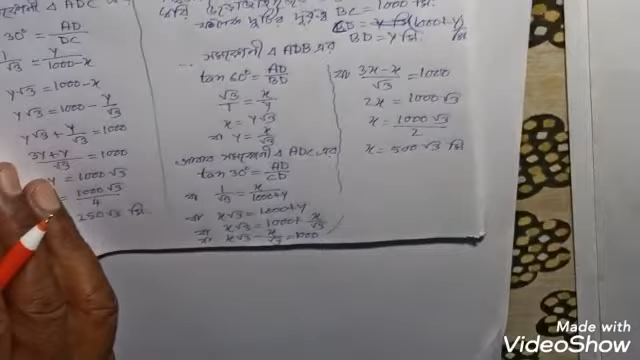 30° = AD/DC
1/√3 = y/1000-x
y√3 = 1000-x
y√3 = 1000 - y/√3
y√3 + y/√3 = 1000
3y+y/√3 = 1000
y = 1000√3
= 1000√3/4
250√3 মি
BC = 1000 মি
BD = y মি
সমকোণী Δ ADB এর
tan 60° = AD/BD
√3/1 = x/y
x = y√3
বা y = x/√3
আবার সমকোণী Δ ADC এর
tan 30° = AD/CD
বা 1/√3 = x/1000+y
বা x√3 = 1000+y
বা x√3 = 1000 + x/√3
বা x√3 - x/√3 = 1000
বা 3x-x/√3 = 1000
2x = 1000√3
x = 1000√3/2
x = 500√3 মি
Made with
VideoShow